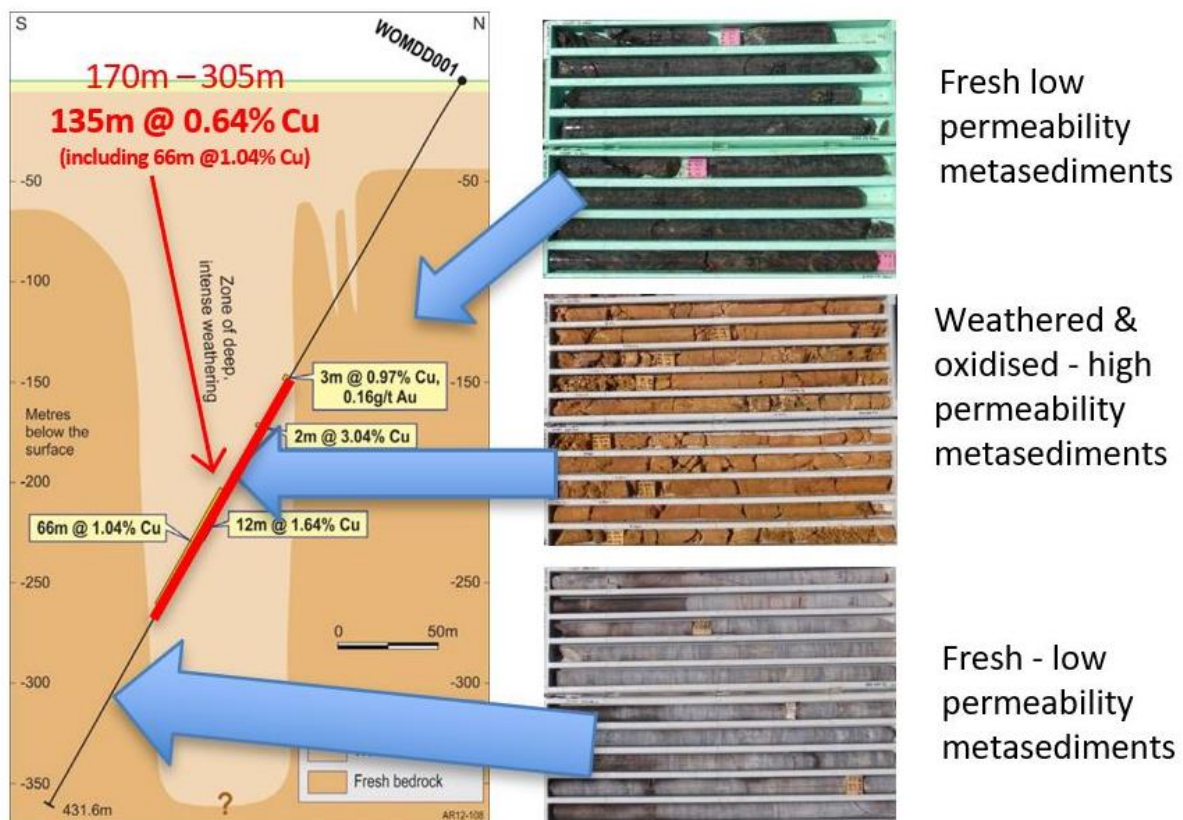 S
N
WOMDD001
170m – 305m
135m @ 0.64% Cu
(including 66m @1.04% Cu)
-50
-50
-100
Zone of deep,
intense weathering
-150
-150
3m @ 0.97% Cu,
0.16g/t Au
Metres
below the
surface
2m @ 3.04% Cu
-200
-200
66m @ 1.04% Cu
12m @ 1.64% Cu
-250
-250
0
50m
-300
-300
Fresh bedrock
-350
431.6m
?
AR12-108
Fresh low
permeability
metasediments
Weathered &
oxidised - high
permeability
metasediments
Fresh - low
permeability
metasediments